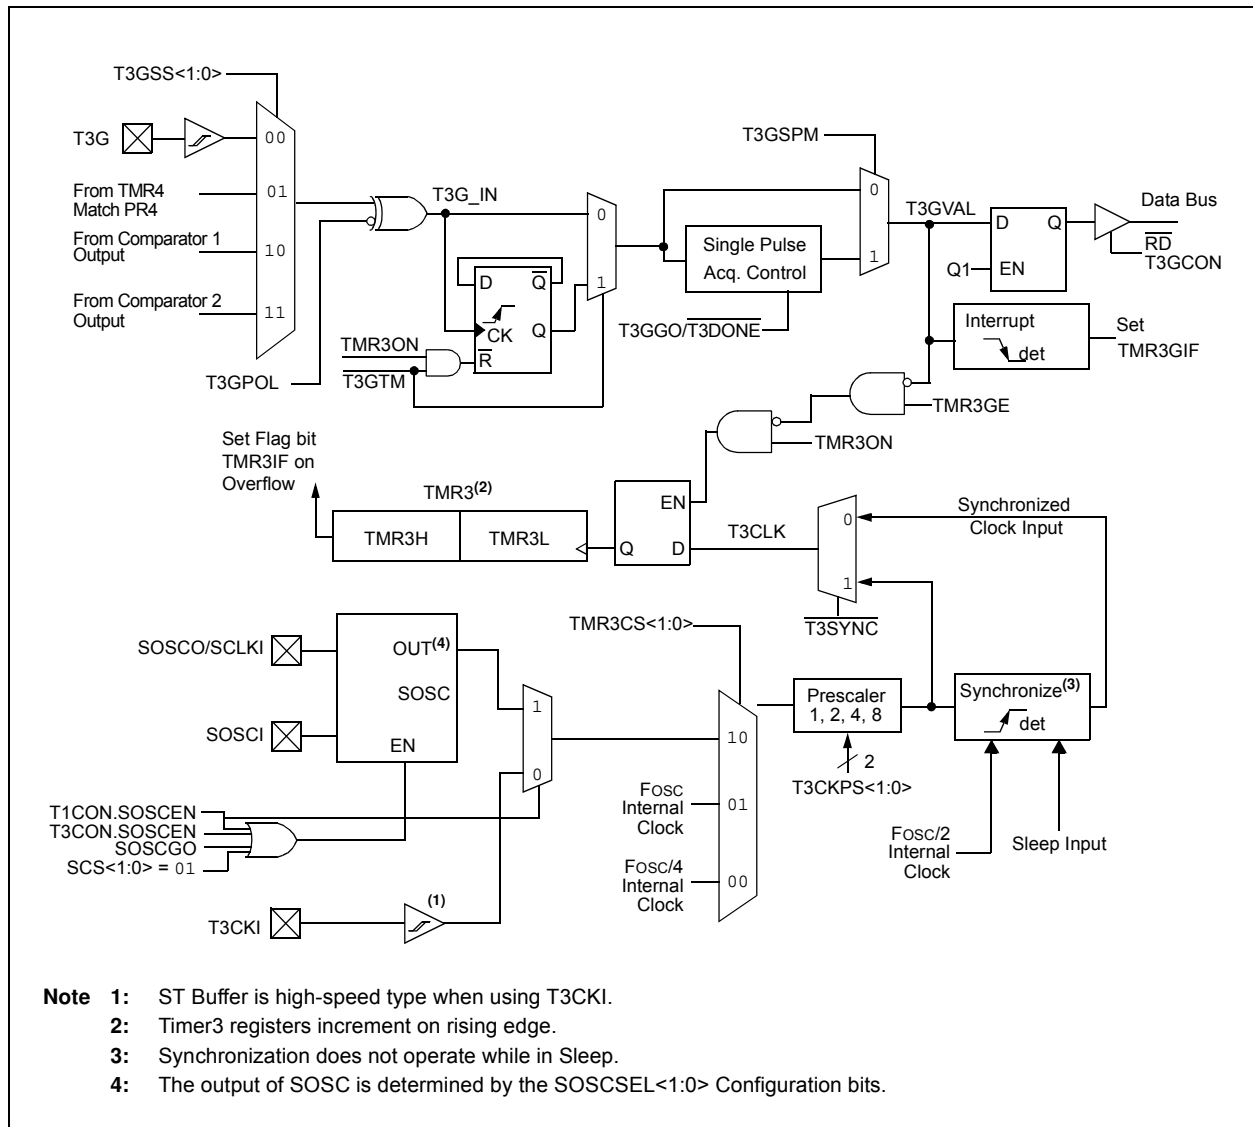 T3GSS<1:0>
T3G
00
From TMR4
Match PR4
01
From Comparator 1
Output
10
From Comparator 2
Output
11
T3GPOL
T3G_IN
0
1
D
Q
CK
Q
R
TMR3ON
T3GTM
T3GSPM
Single Pulse
Acq. Control
T3GGO/T3DONE
0
1
T3GVAL
D
Q
Q1
EN
Data Bus
RD
T3GCON
Interrupt
det
Set
TMR3GIF
TMR3GE
TMR3ON
Set Flag bit
TMR3IF on
Overflow
TMR3(2)
TMR3H
TMR3L
EN
Q
D
T3CLK
0
1
T3SYNC
Synchronized
Clock Input
SOSCO/SCLKI
SOSCI
OUT(4)
SOSC
EN
1
0
T1CON.SOSCEN
T3CON.SOSCEN
SOSCGO
SCS<1:0> = 01
T3CKI
(1)
TMR3CS<1:0>
10
FOSC
Internal
Clock
01
FOSC/4
Internal
Clock
00
Prescaler
1, 2, 4, 8
2
T3CKPS<1:0>
Synchronize(3)
det
FOSC/2
Internal
Clock
Sleep Input
Note 1: ST Buffer is high-speed type when using T3CKI.
2: Timer3 registers increment on rising edge.
3: Synchronization does not operate while in Sleep.
4: The output of SOSC is determined by the SOSCSEL<1:0> Configuration bits.